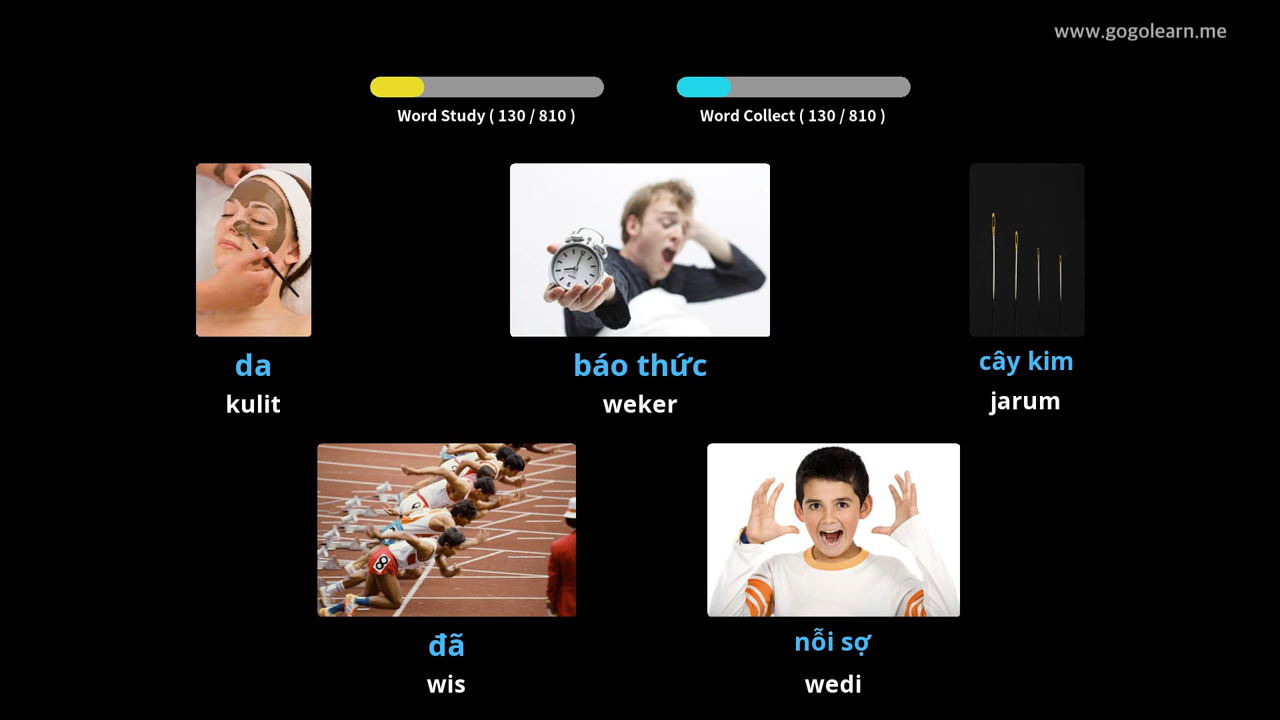 www.gogolearn.me
Word Study ( 130 / 810 )
Word Collect ( 130 / 810 )
da
kulit
báo thức
weker
cây kim
jarum
đã
wis
nỗi sợ
wedi